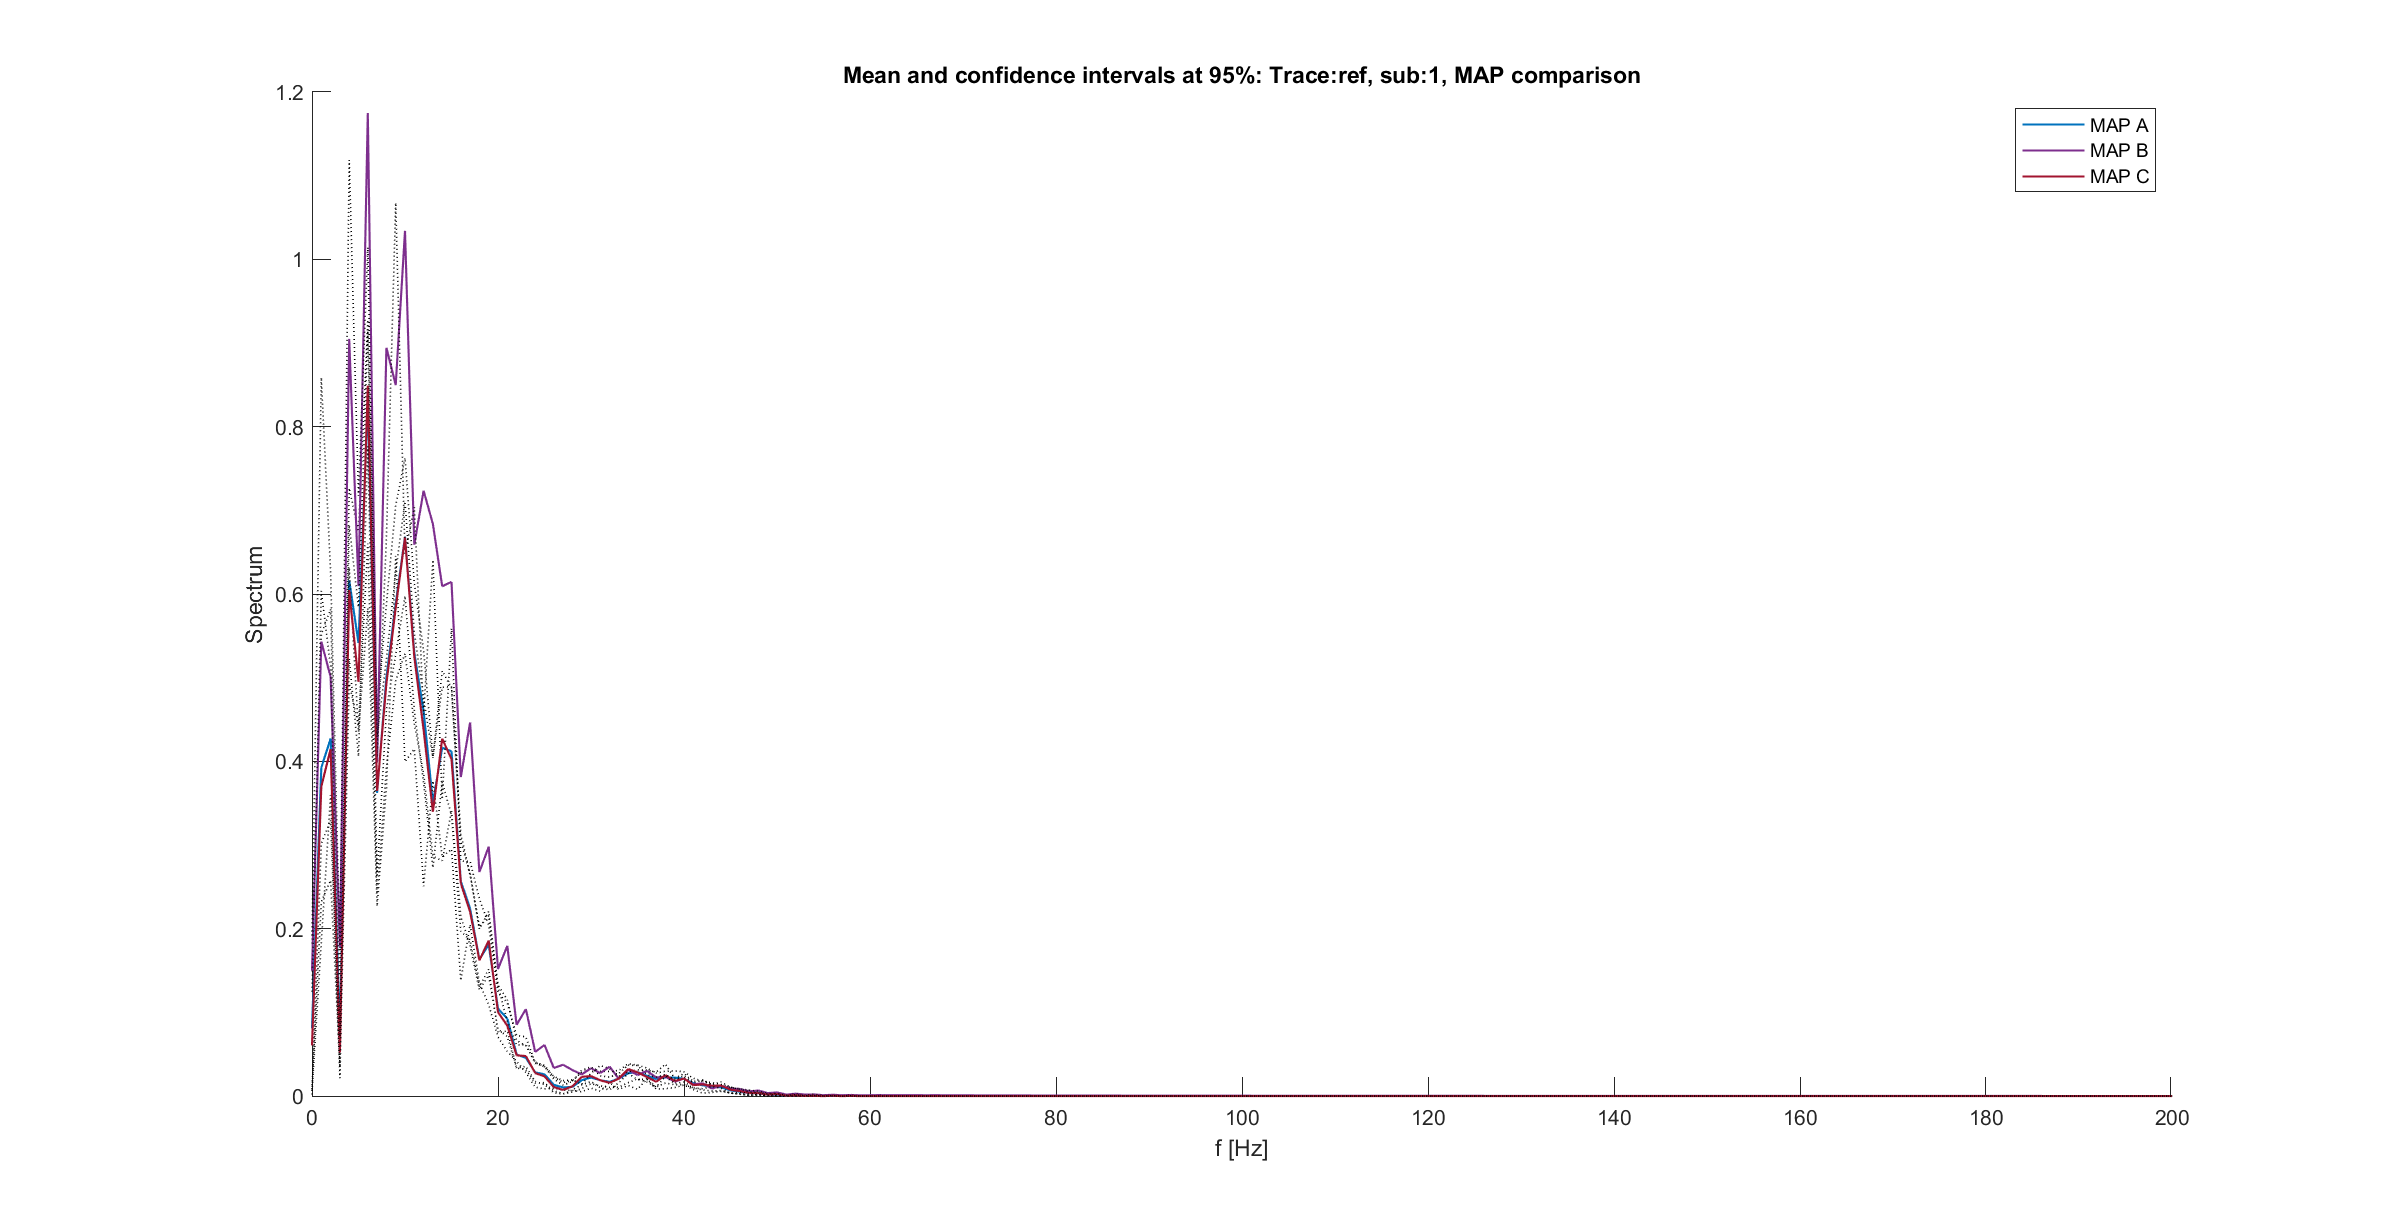 Mean and confidence intervals at 95%: Trace:ref, sub:1, MAP comparison
1.2
1
0.8
0.6
0.4
0.2
0
Spectrum
MAP A
MAP B
MAP C
0 20 40 60 80 100 120 140 160 180 200
f [Hz]